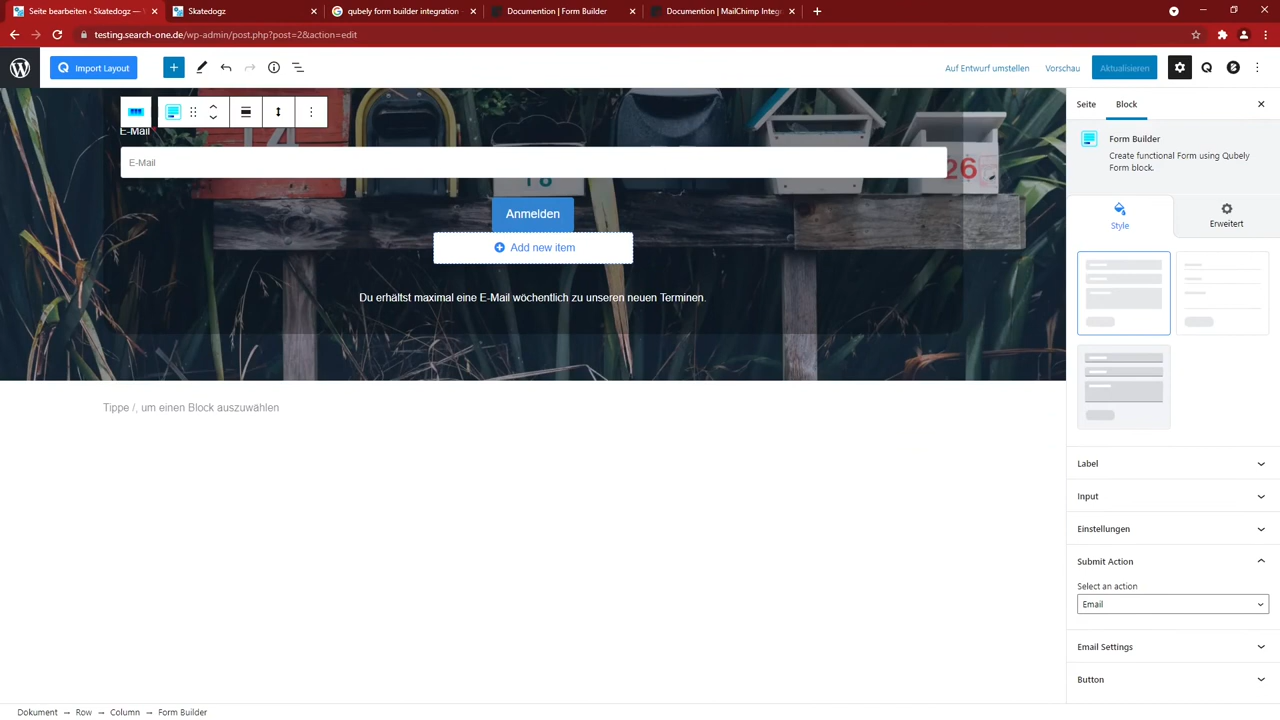 Seite bearbeiten ‹ Skatedogz —
Skatedogz
qubely form builder integration
Documention | Form Builder
Documention | MailChimp Integ
testing.search-one.de/wp-admin/post.php?post=2&action=edit
Import Layout
Auf Entwurf umstellen
Vorschau
Aktualisieren
Seite
Block
E-Mail
E-Mail
Anmelden
Add new item
Du erhältst maximal eine E-Mail wöchentlich zu unseren neuen Terminen.
Tippe /, um einen Block auszuwählen
Form Builder
Create functional Form using Qubely
Form block.
Style
Erweitert
Label
Input
Einstellungen
Submit Action
Select an action
Email
Email Settings
Button
Dokument → Row → Column → Form Builder
14
18
26